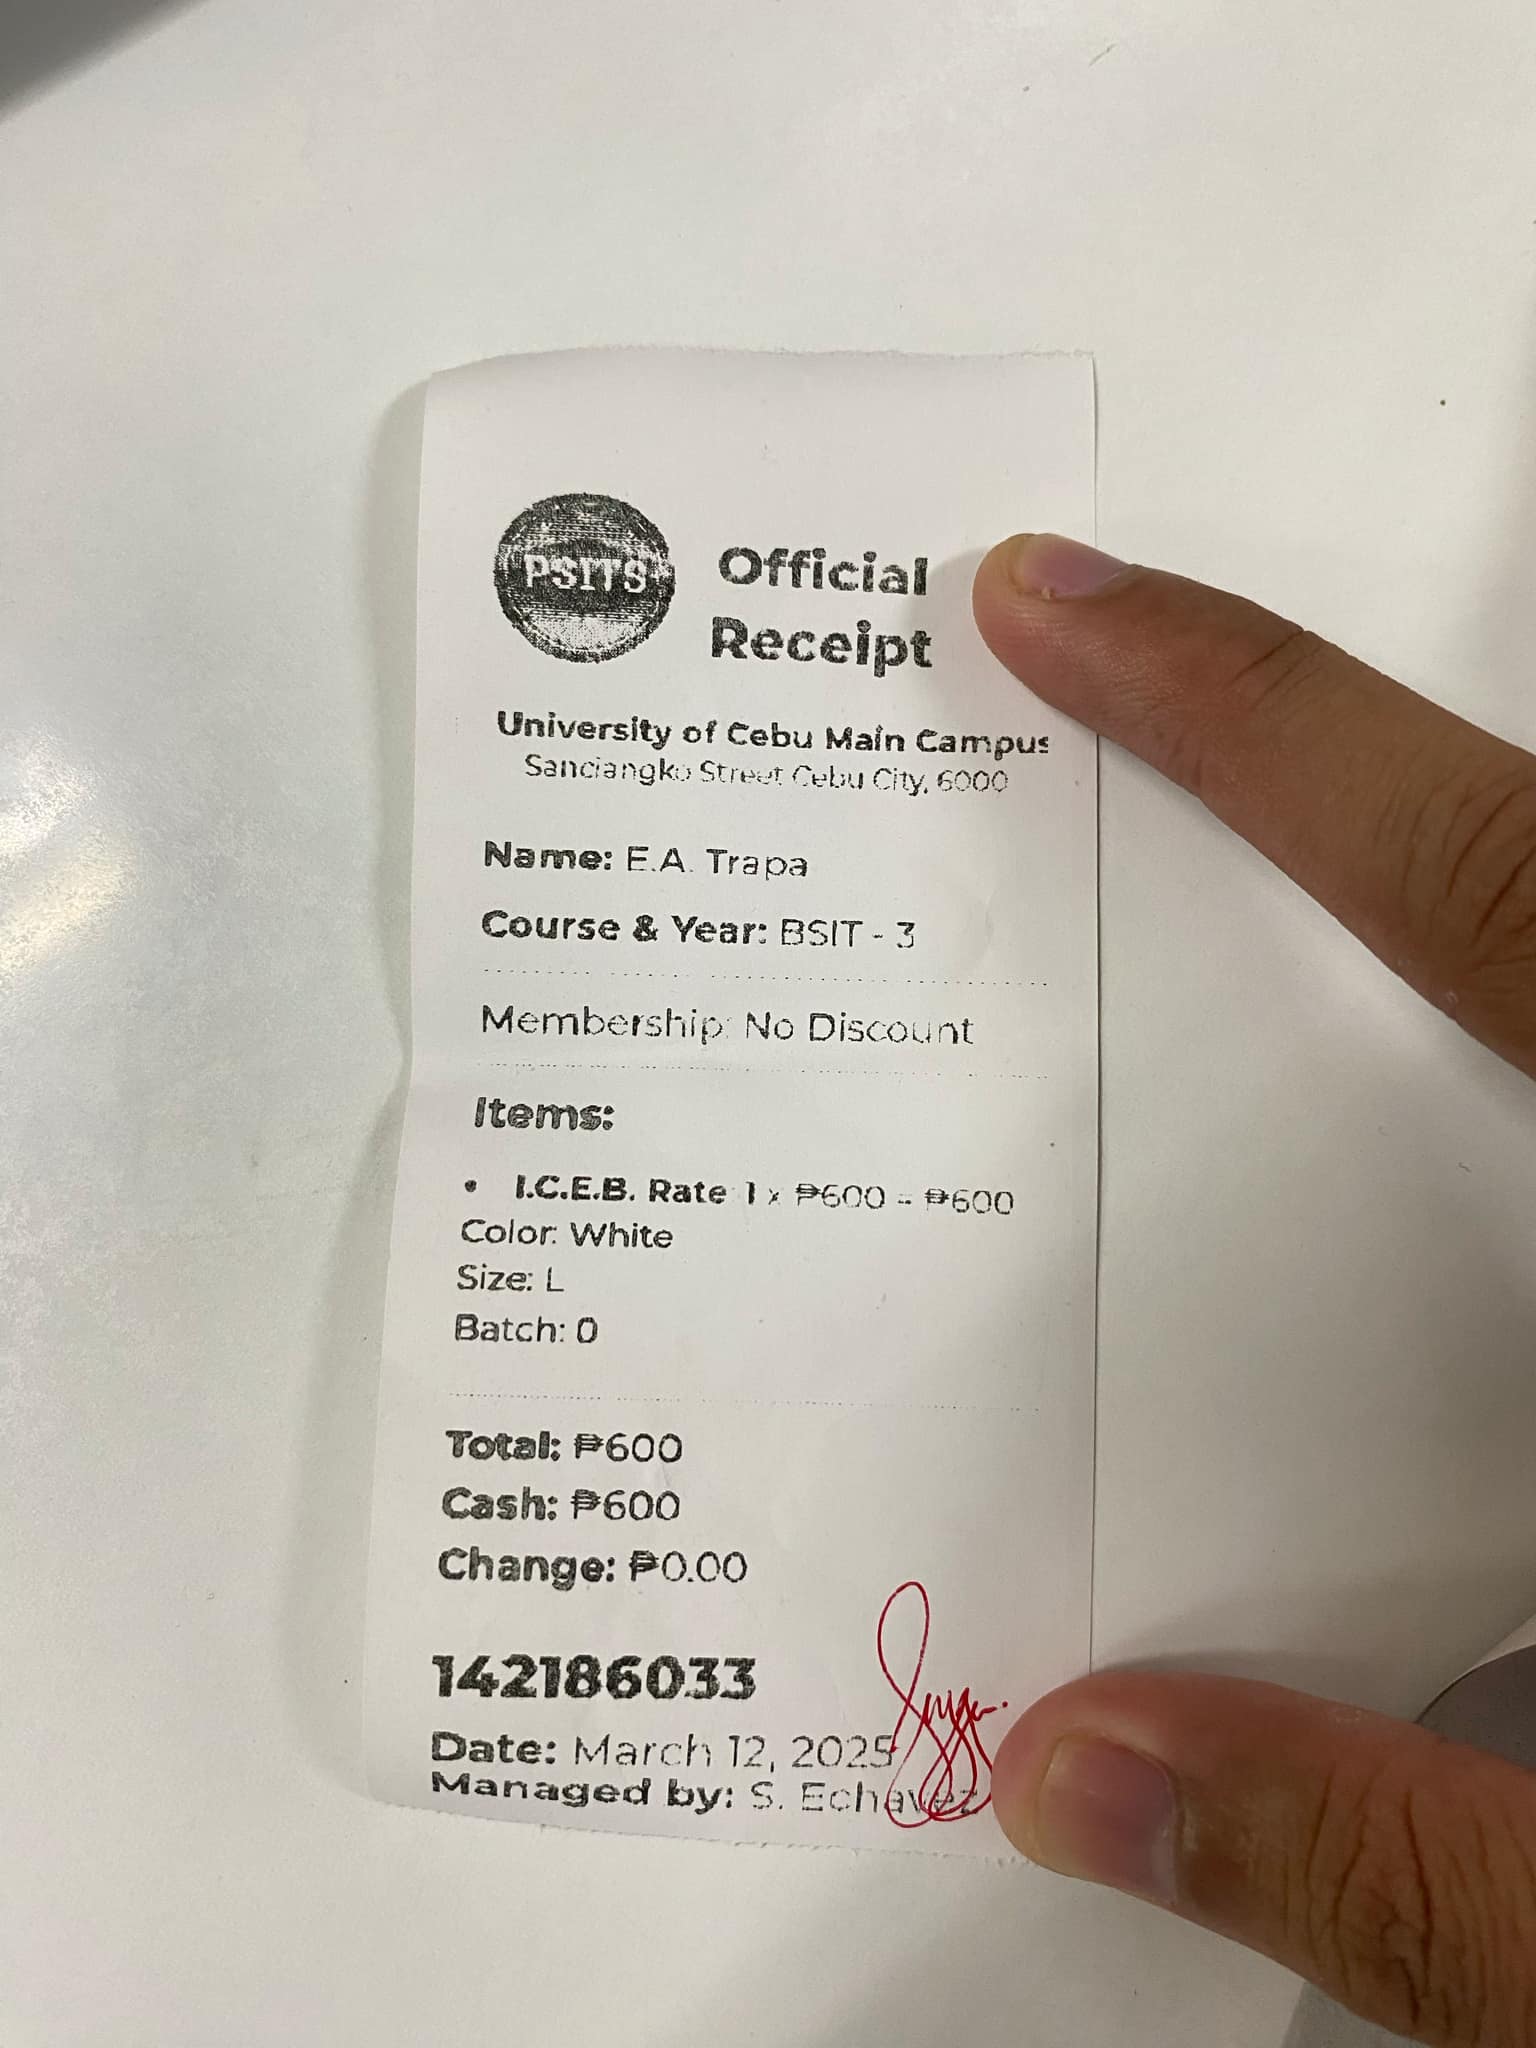 PSITS
Official
Receipt
University of Cebu Main Campus
Sanciangko Street Cebu City, 6000
Name: E.A. Trapa
Course & Year: BSIT - 3
Membership: No Discount
Items:
• I.C.E.B. Rate 1 x ₱600 = ₱600
Color: White
Size: L
Batch: 0
Total: ₱600
Cash: ₱600
Change: ₱0.00
142186033
Date: March 12, 2025
Managed by: S. Echavez